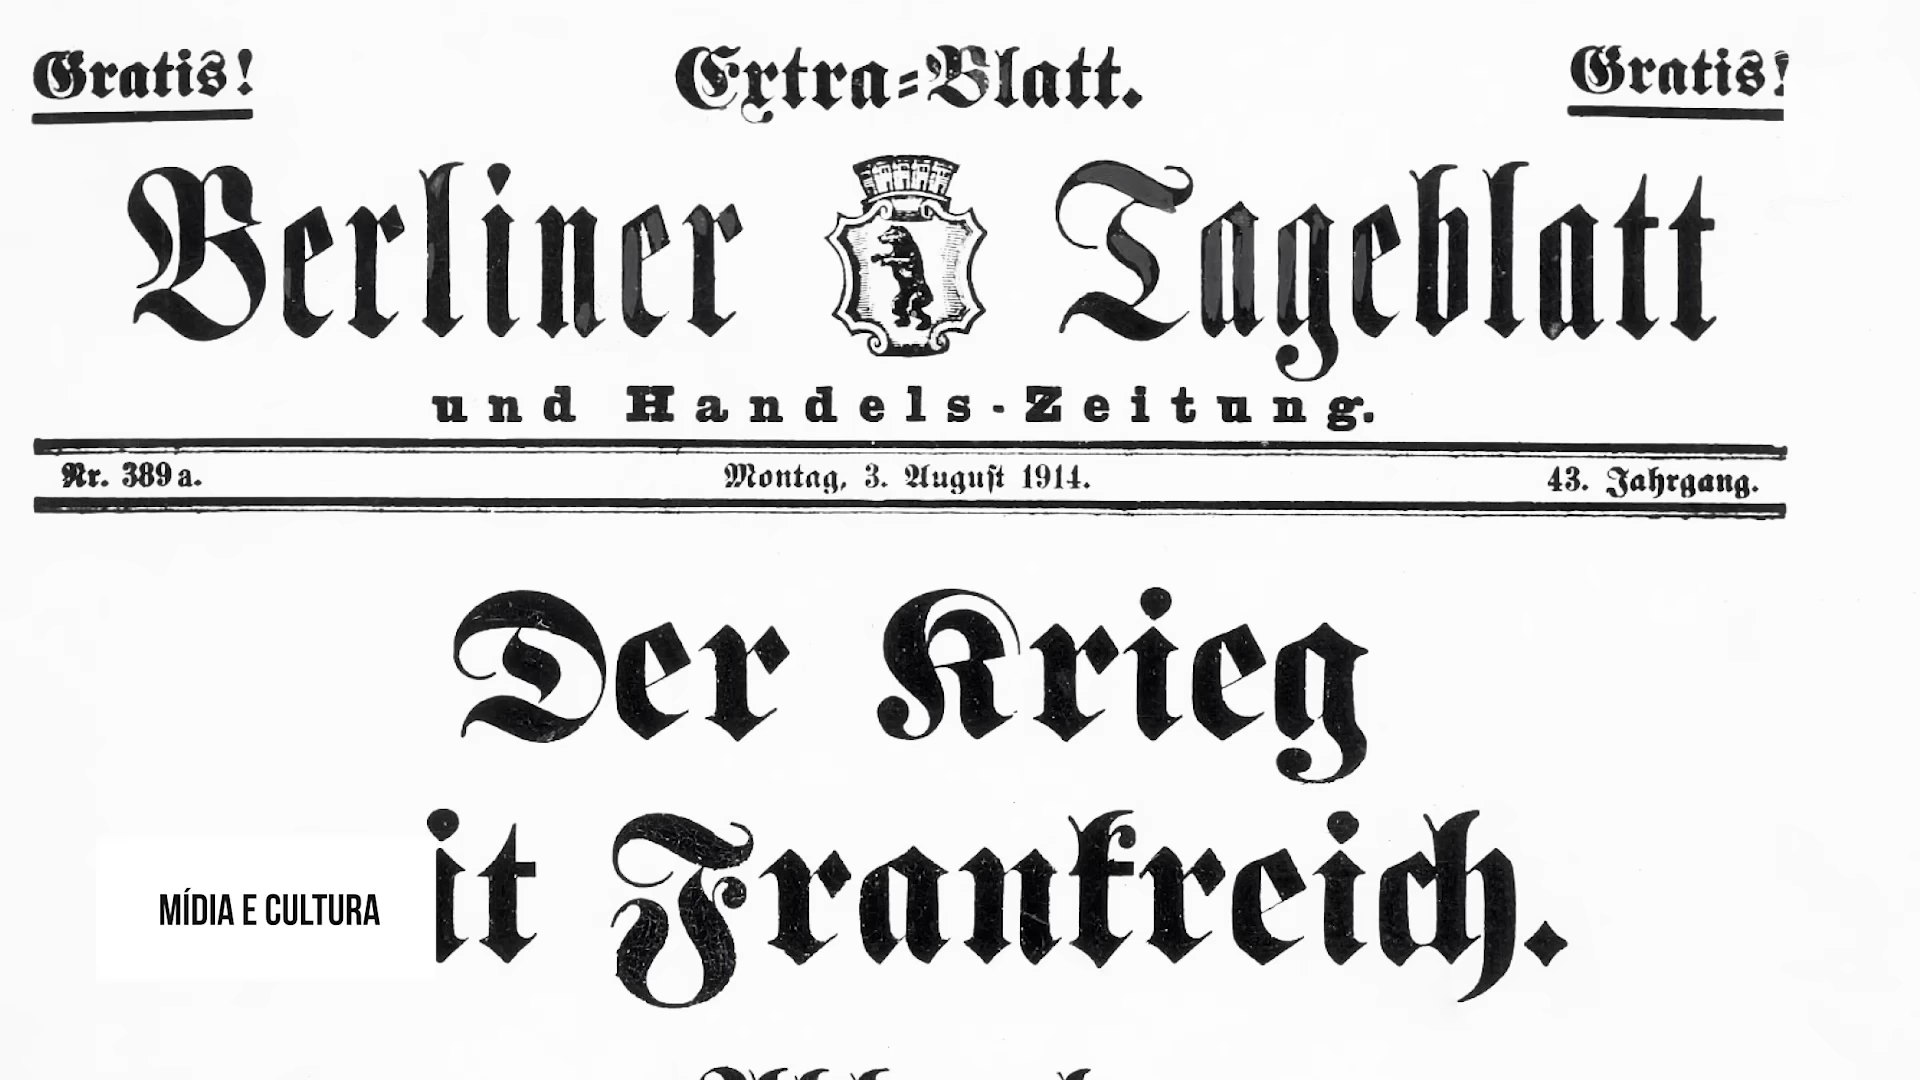 Gratis! Extra-Blatt. Gratis!
Berliner Tageblatt
und Handels-Zeitung.
Nr. 389a. Montag, 3. August 1914. 43. Jahrgang.
Der Krieg
it Frankreich.
MÍDIA E CULTURA